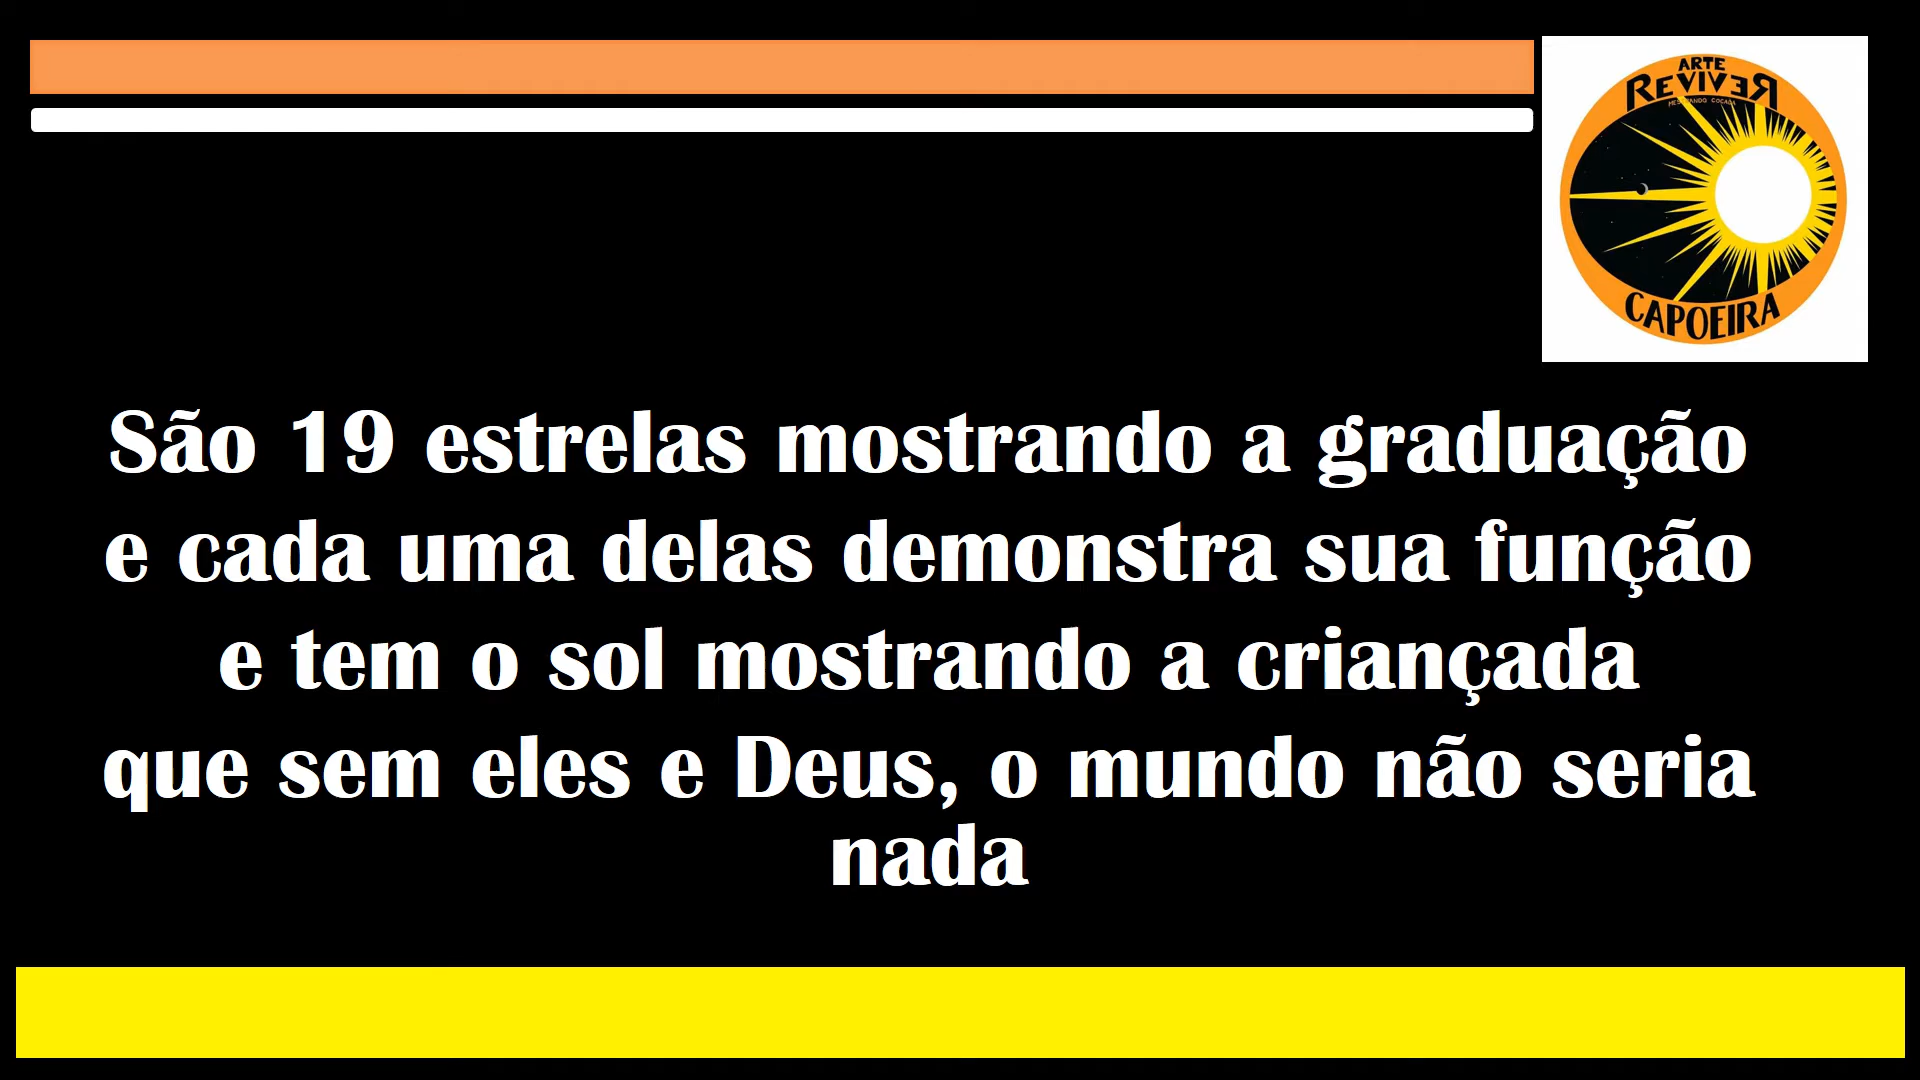 ARTE
REVIVER
CAPOEIRA
São 19 estrelas mostrando a graduação
e cada uma delas demonstra sua função
e tem o sol mostrando a criançada
que sem eles e Deus, o mundo não seria
nada